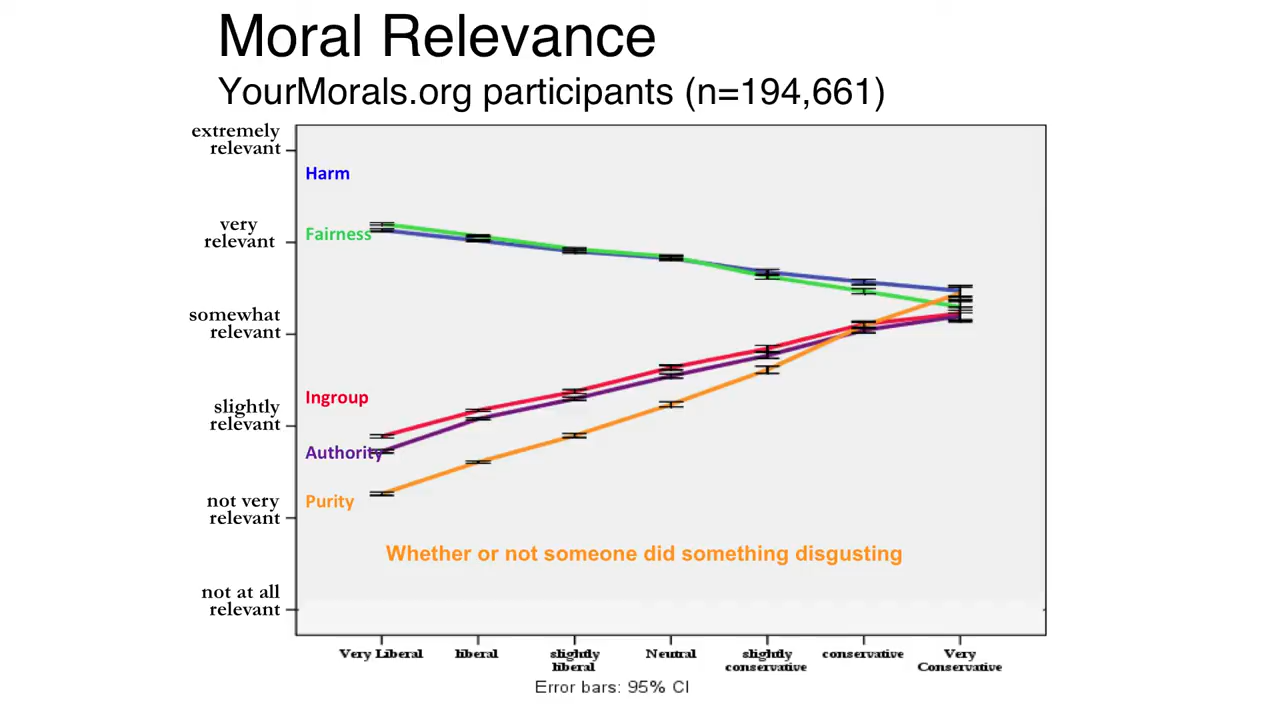 Moral Relevance
YourMorals.org participants (n=194,661)
extremely
relevant
Harm
very
relevant
Fairness
somewhat
relevant
Ingroup
slightly
relevant
Authority
Purity
not very
relevant
Whether or not someone did something disgusting
not at all
relevant
Very Liberal
liberal
slightly
liberal
Neutral
slightly
conservative
conservative
Very
Conservative
Error bars: 95% CI